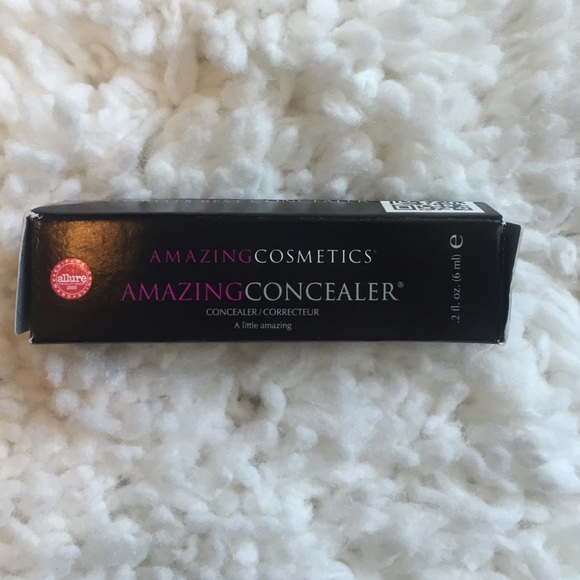 AMAZINGCOSMETICS
allure
AMAZINGCONCEALER®
CONCEALER/CORRECTEUR
A little amazing
.2 fl. oz. (6 ml) e